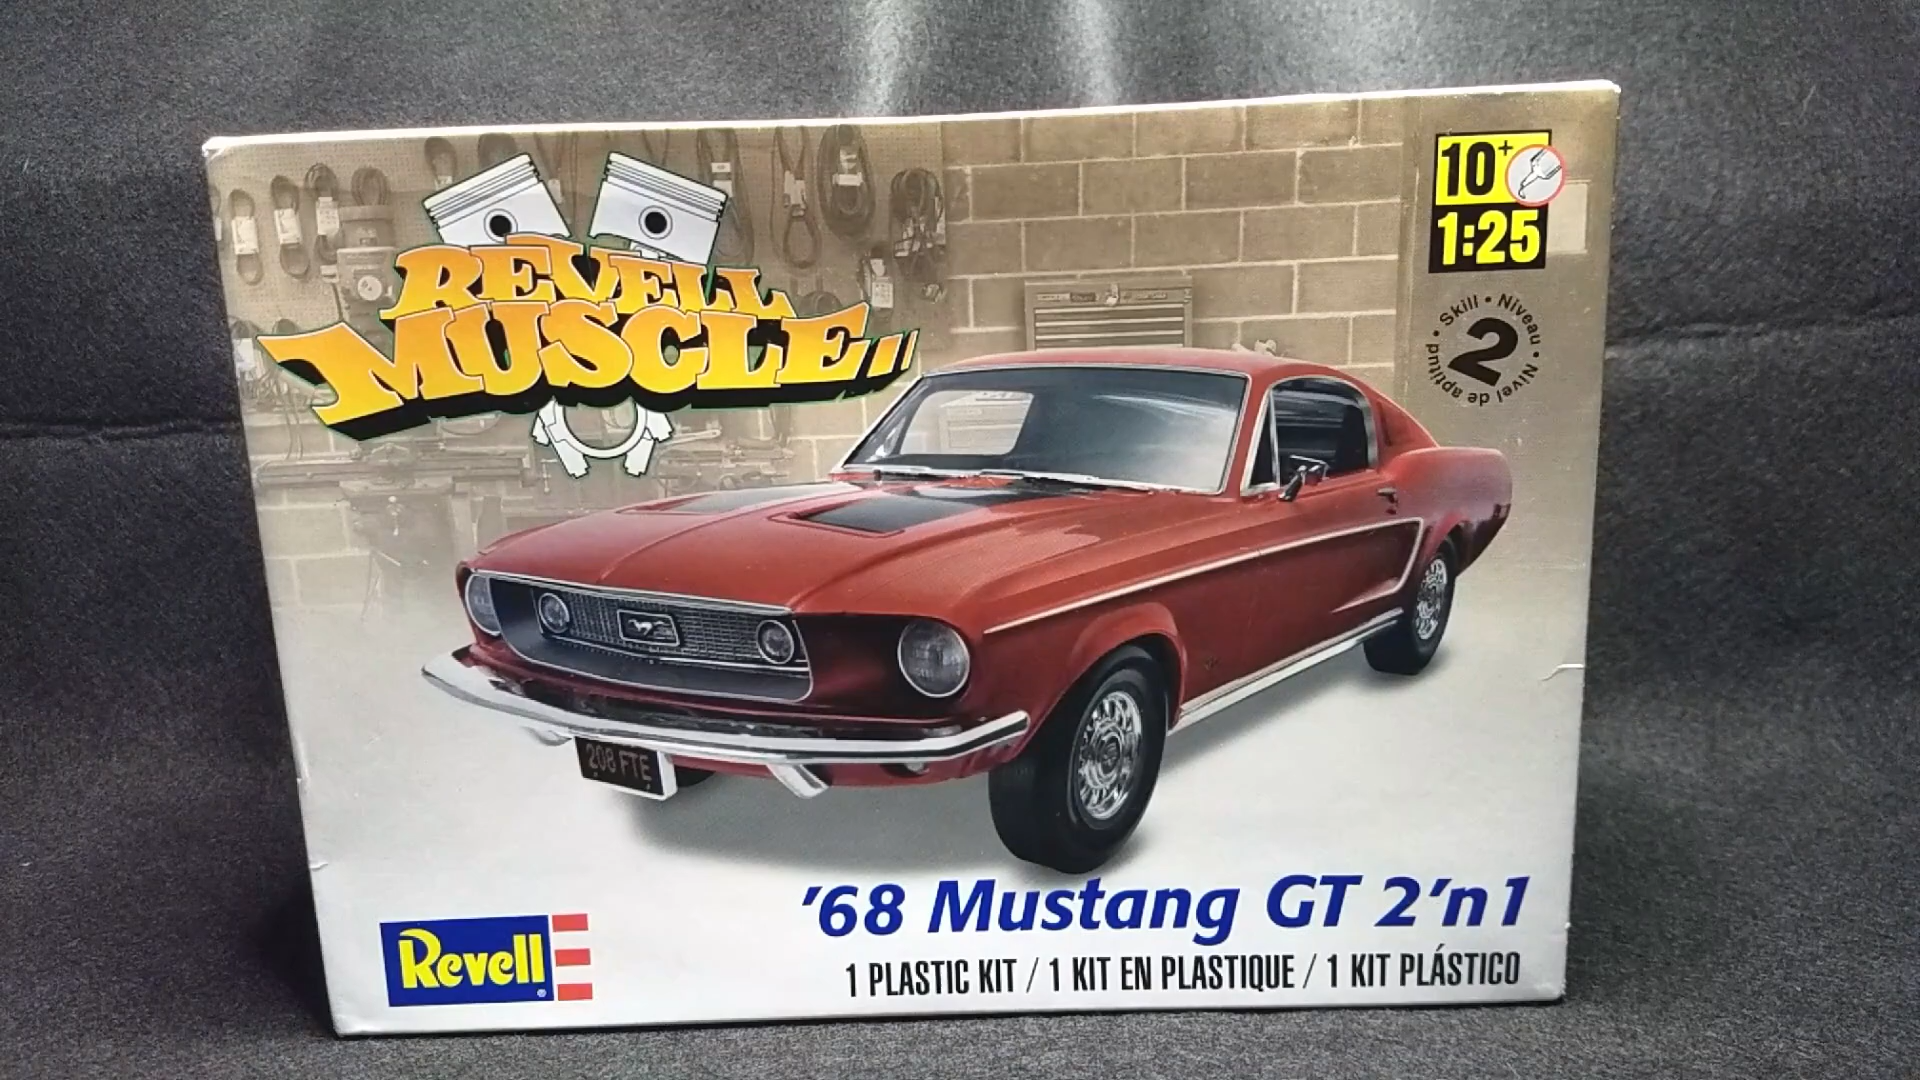 REVELL
MUSCLE
10+
1:25
Skill • Niveau • Nivel de aptitud •
2
208 FTE
'68 Mustang GT 2'n1
Revell
1 PLASTIC KIT / 1 KIT EN PLASTIQUE / 1 KIT PLÁSTICO